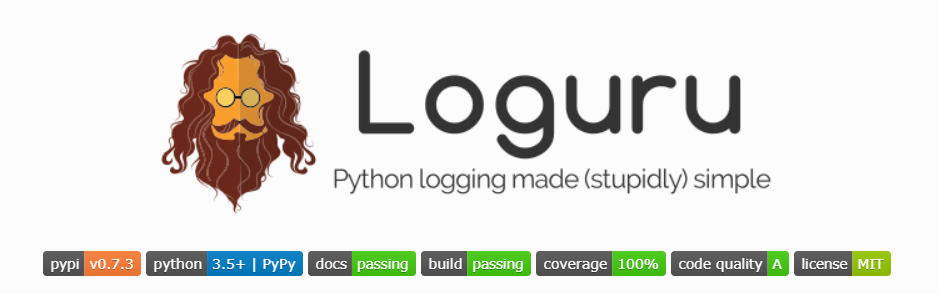 Loguru
Python logging made (stupidly) simple
pypi v0.7.3 python 3.5+ | PyPy docs passing build passing coverage 100% code quality A license MIT